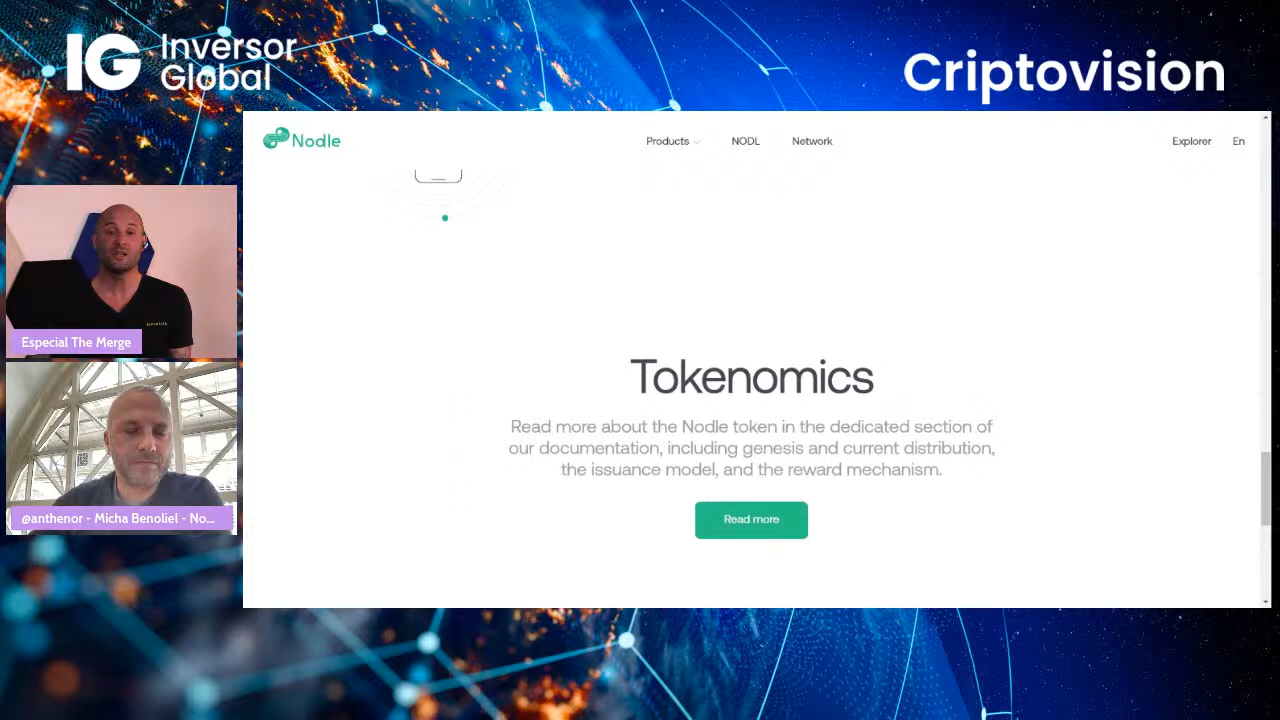 IG Inversor
Global
Criptovision
Nodle
Products
NODL
Network
Explorer
En
Especial The Merge
@anthenor - Micha Benoliel - No...
Tokenomics
Read more about the Nodle token in the dedicated section of
our documentation, including genesis and current distribution,
the issuance model, and the reward mechanism.
Read more